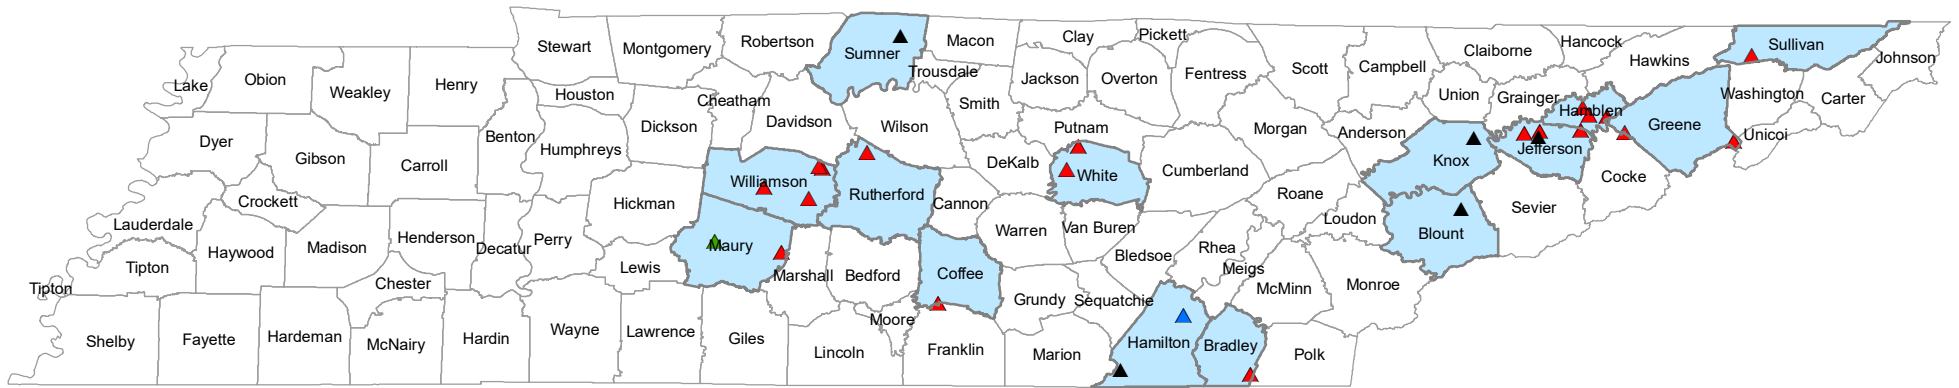 Stewart
Montgomery
Robertson
Sumner
Macon
Clay
Pickett
Trousdale
Jackson
Overton
Fentress
Scott
Campbell
Claiborne
Hancock
Hawkins
Sullivan
Johnson
Lake
Obion
Weakley
Henry
Houston
Cheatham
Smith
Union
Grainger
Hamblen
Washington
Carter
Dyer
Gibson
Carroll
Benton
Humphreys
Dickson
Davidson
Wilson
Putnam
DeKalb
Morgan
Anderson
Knox
Jefferson
Greene
Unicoi
Crockett
Williamson
Rutherford
White
Cumberland
Cocke
Lauderdale
Haywood
Madison
Henderson
Decatur
Perry
Hickman
Cannon
Warren
Van Buren
Roane
Loudon
Sevier
Blount
Tipton
Tipton
Chester
Lewis
Maury
Marshall
Bedford
Coffee
Grundy
Sequatchie
Bledsoe
Rhea
Meigs
McMinn
Monroe
Shelby
Fayette
Hardeman
McNairy
Hardin
Wayne
Lawrence
Giles
Lincoln
Moore
Franklin
Marion
Hamilton
Bradley
Polk